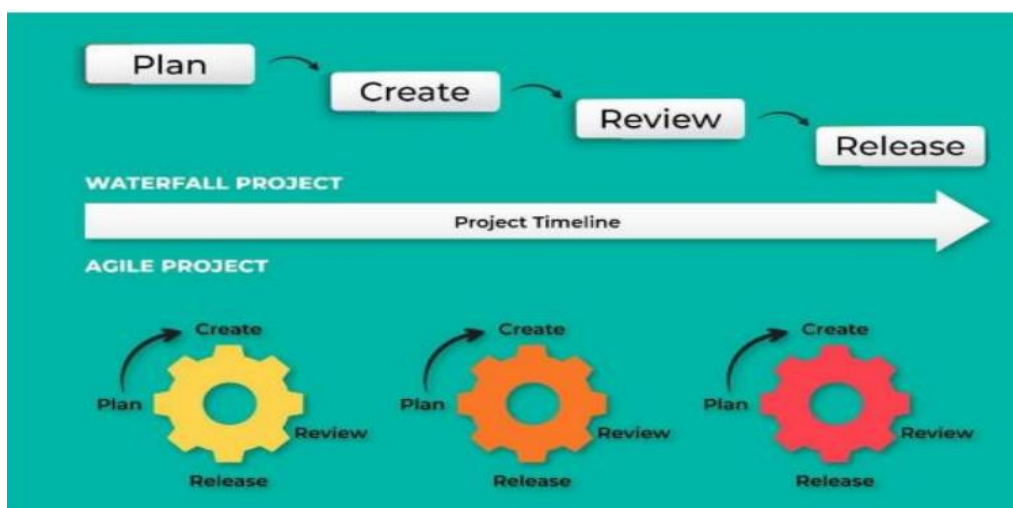 Plan
Create
Review
Release
WATERFALL PROJECT
Project Timeline
AGILE PROJECT
Create
Plan
Review
Release
Create
Plan
Review
Release
Create
Plan
Review
Release